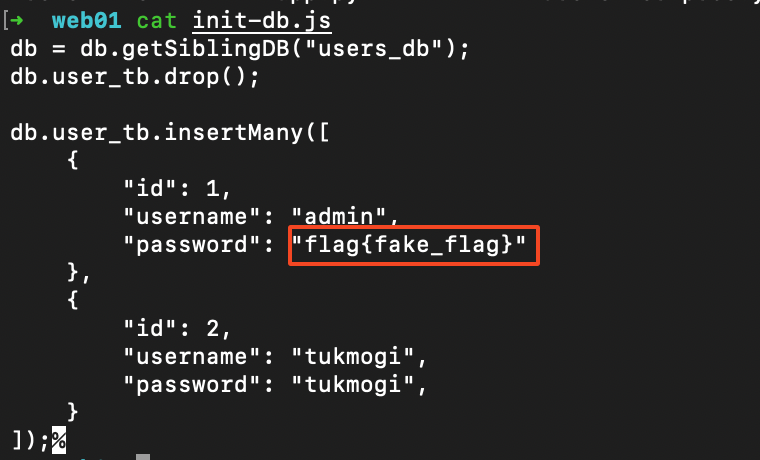 [➜  web01 cat init-db.js
db = db.getSiblingDB("users_db");
db.user_tb.drop();

db.user_tb.insertMany([
    {
        "id": 1,
        "username": "admin",
        "password": "flag{fake_flag}"
    },
    {
        "id": 2,
        "username": "tukmogi",
        "password": "tukmogi",
    }
]);%